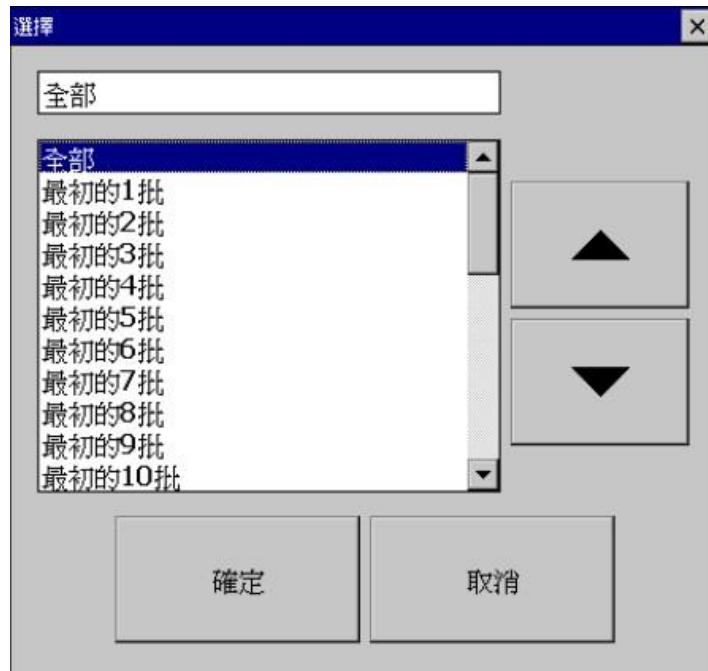 選擇
全部
全部
最初的1批
最初的2批
最初的3批
最初的4批
最初的5批
最初的6批
最初的7批
最初的8批
最初的9批
最初的10批
確定
取消